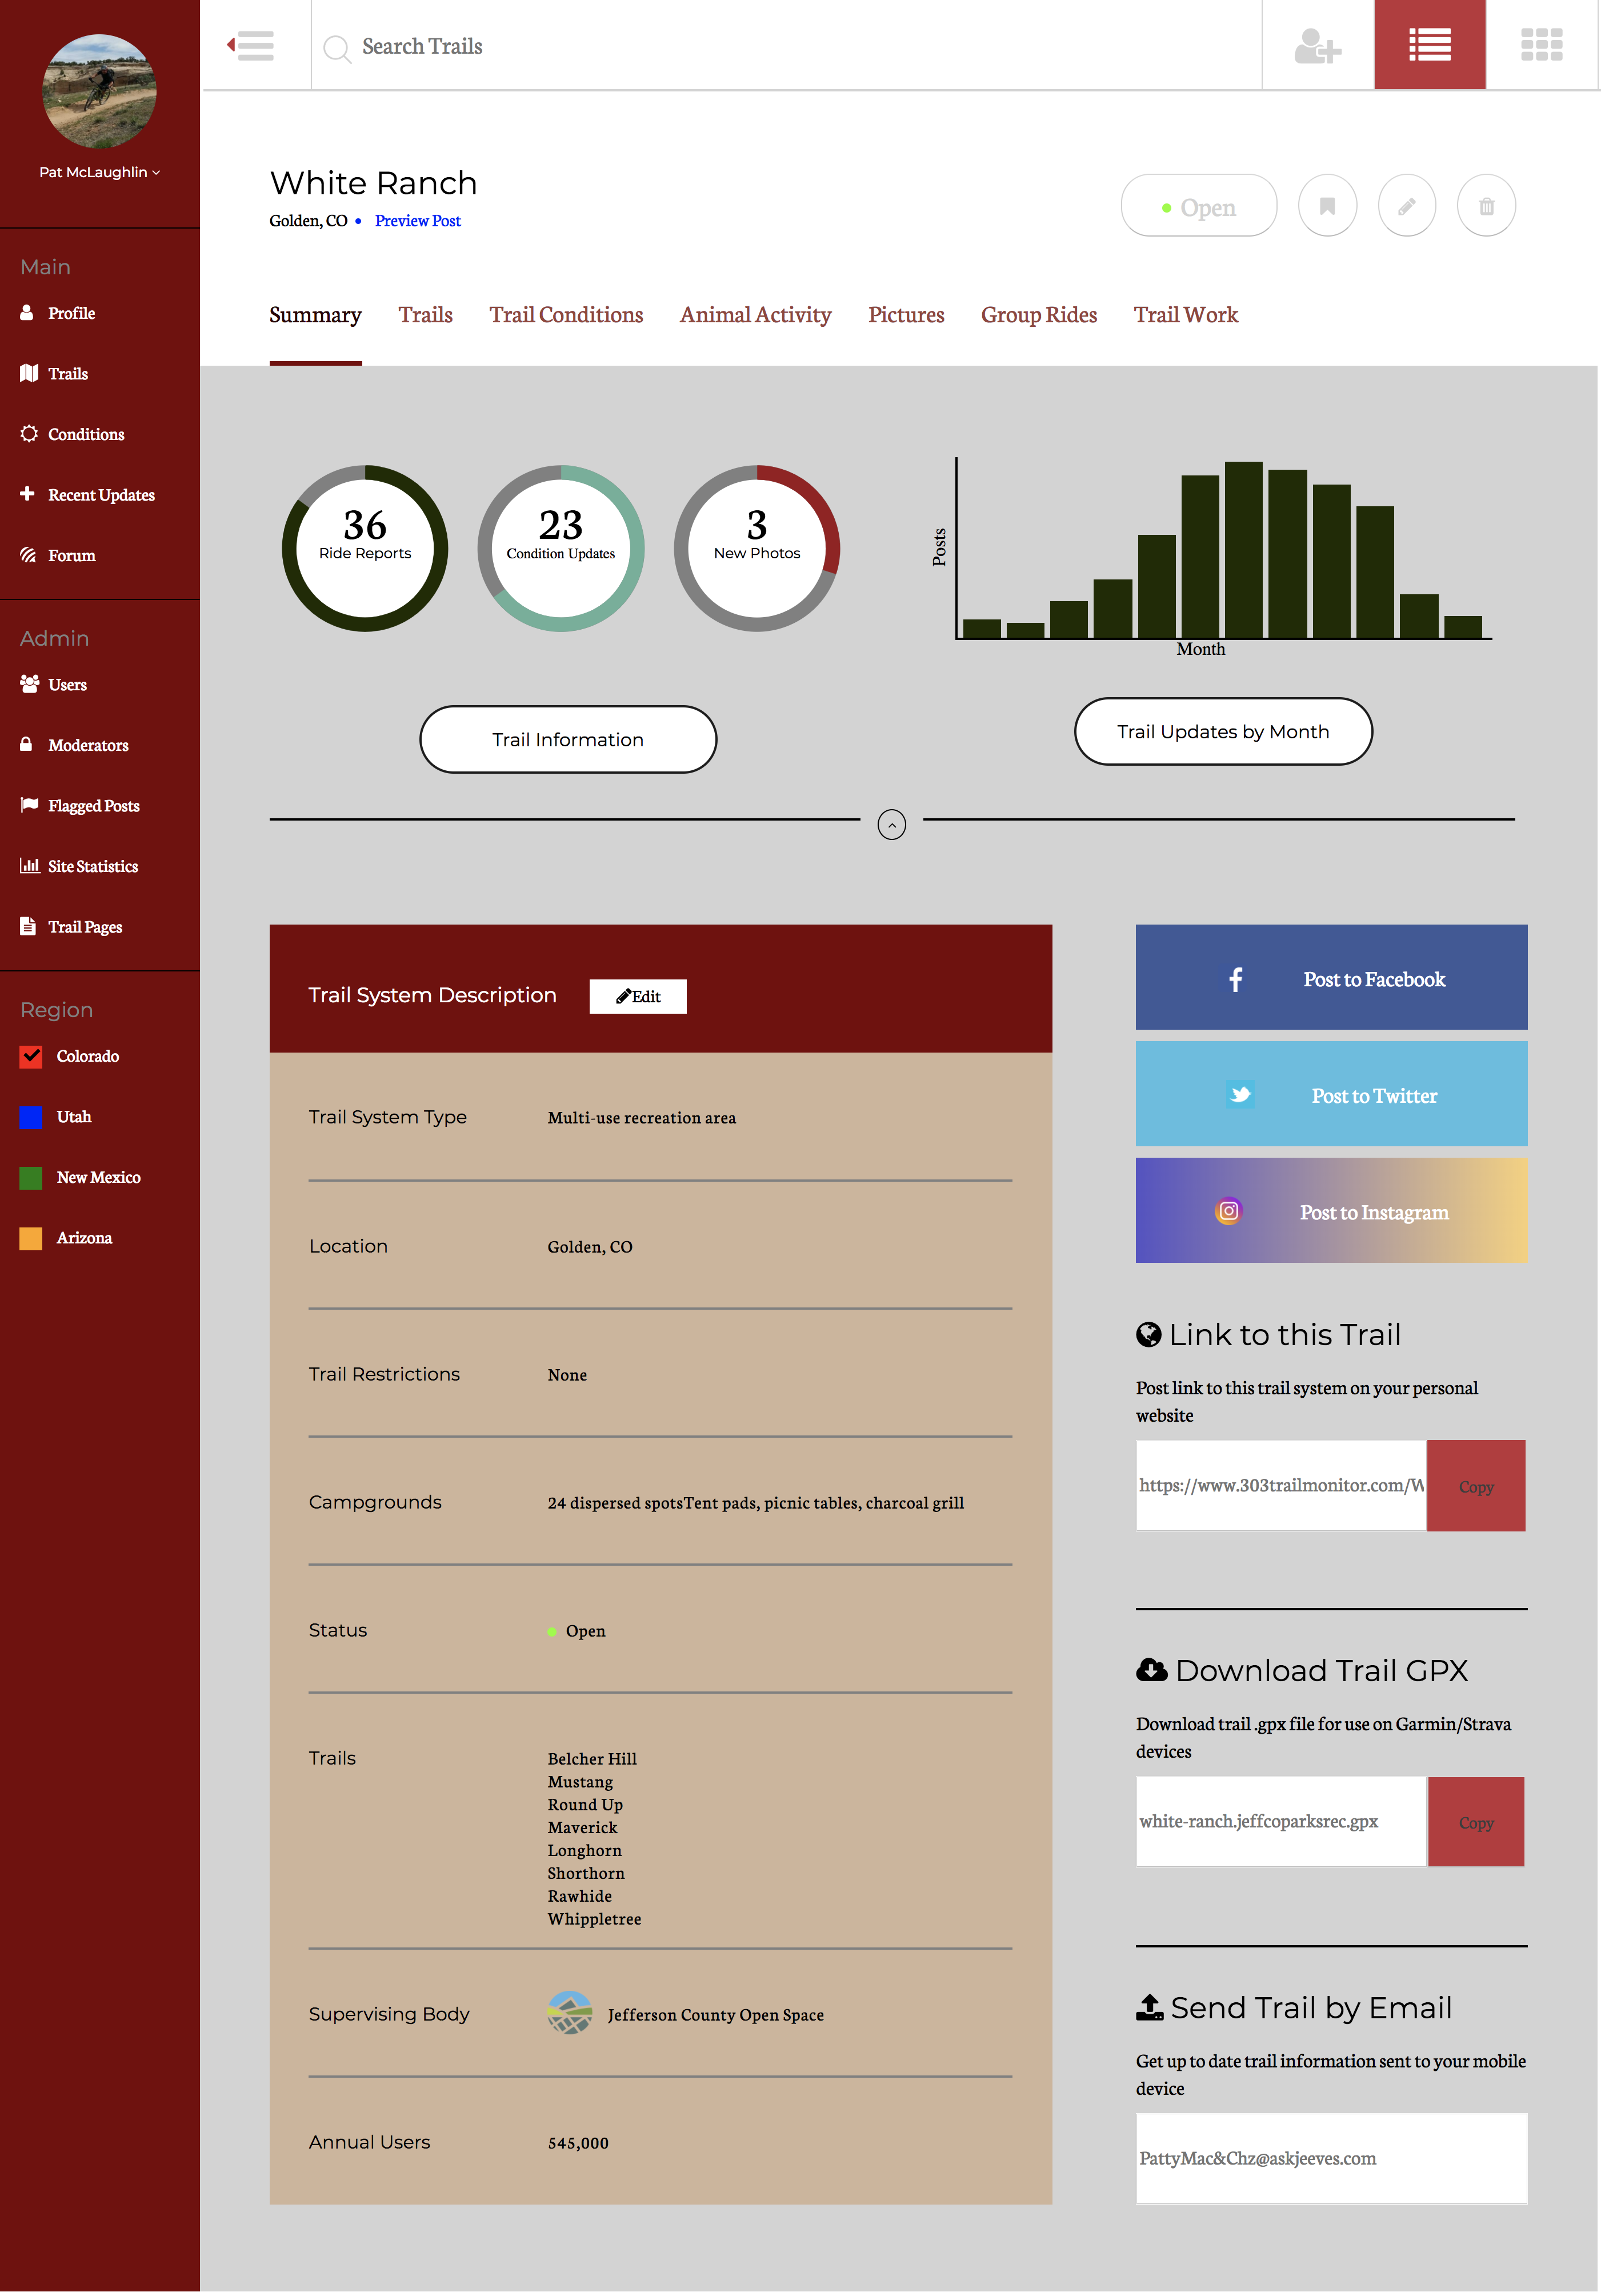 Pat McLaughlin
Main
Profile
Trails
Conditions
Recent Updates
Forum
Admin
Users
Moderators
Flagged Posts
Site Statistics
Trail Pages
Region
Colorado
Utah
New Mexico
Arizona
Search Trails
White Ranch
Golden, CO • Preview Post
Open
Summary Trails Trail Conditions Animal Activity Pictures Group Rides Trail Work
36
Ride Reports
23
Condition Updates
3
New Photos
Posts
Month
Trail Information
Trail Updates by Month
Trail System Description Edit
Trail System Type Multi-use recreation area
Location Golden, CO
Trail Restrictions None
Campgrounds 24 dispersed spotsTent pads, picnic tables, charcoal grill
Status Open
Trails Belcher Hill
Mustang
Round Up
Maverick
Longhorn
Shorthorn
Rawhide
Whippletree
Supervising Body Jefferson County Open Space
Annual Users 545,000
Post to Facebook
Post to Twitter
Post to Instagram
Link to this Trail
Post link to this trail system on your personal
website
https://www.303trailmonitor.com/W Copy
Download Trail GPX
Download trail .gpx file for use on Garmin/Strava
devices
white-ranch.jeffcoparksrec.gpx Copy
Send Trail by Email
Get up to date trail information sent to your mobile
device
PattyMac&Chz@askjeeves.com